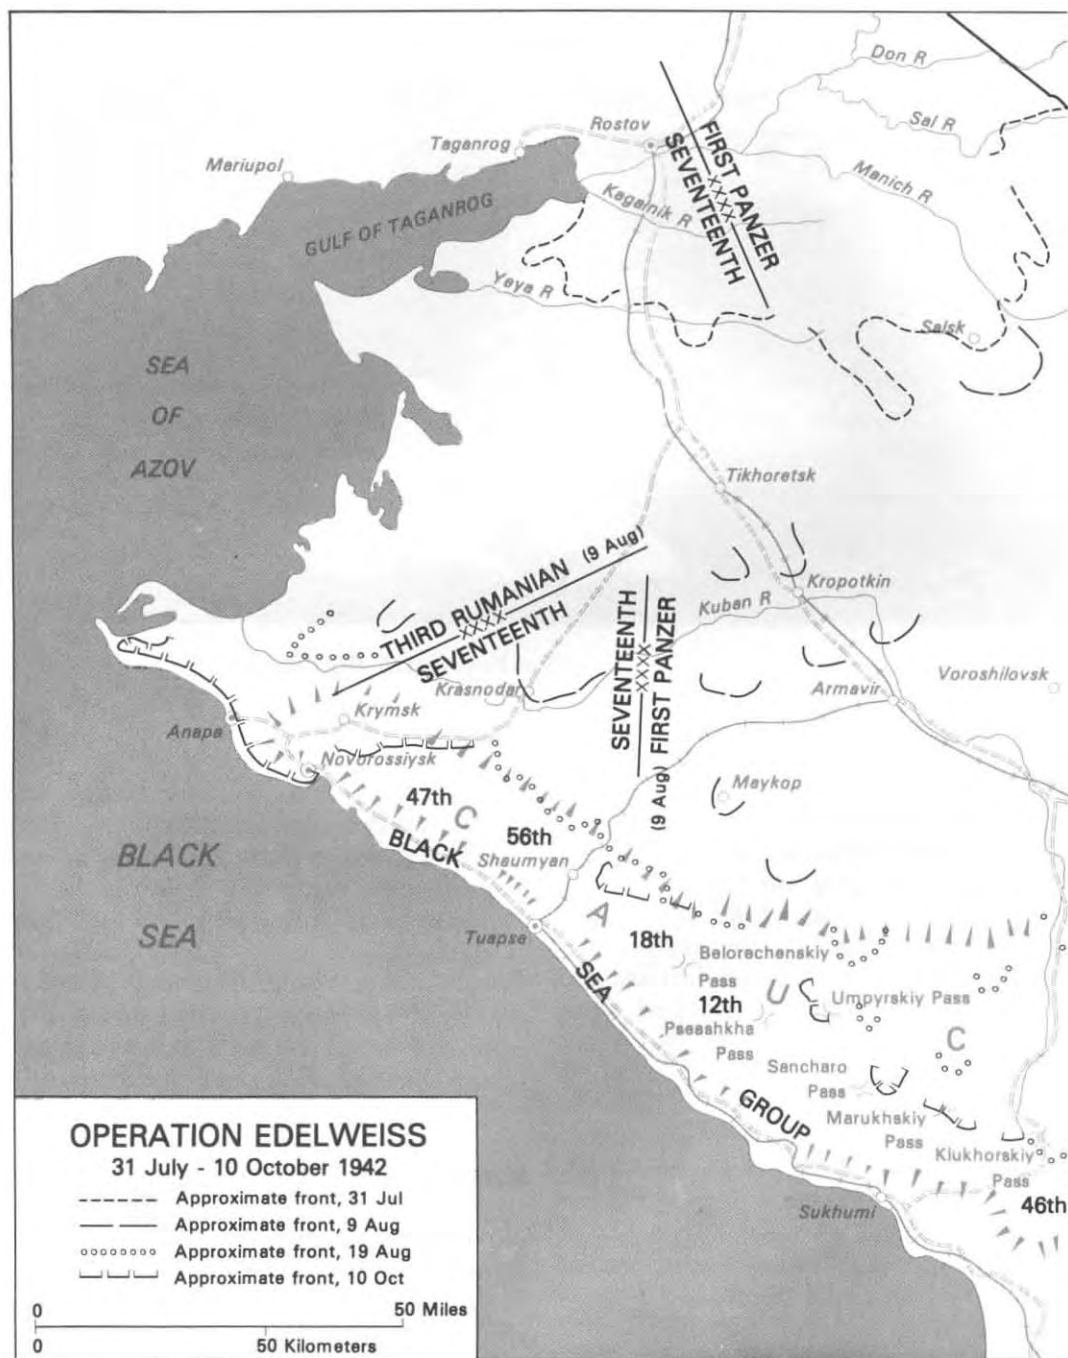 Don R
Sal R
Rostov
Taganrog
Mariupol
FIRST PANZER
XXXX
SEVENTEENTH
Manich R
Kagalnik R
GULF OF TAGANROG
Yeya R
Salsk
SEA
OF
AZOV
Tikhoretsk
THIRD RUMANIAN (9 Aug)
XXXX
SEVENTEENTH
Kropotkin
Kuban R
SEVENTEENTH
XXXX
(9 Aug) FIRST PANZER
Krasnodar
Voroshilovsk
Armavir
Krymsk
Anapa
Novorossiysk
Maykop
47th
C
56th
BLACK
Shaumyan
BLACK
SEA
A
Tuapse
18th
Belorechenskiy
Pass
SEA
12th
U
Umpyrskiy Pass
Pseashkha
Pass
C
Sancharo
Pass
GROUP
Marukhskiy
Pass
Klukhorskiy
Pass
Sukhumi
46th
OPERATION EDELWEISS
31 July - 10 October 1942
Approximate front, 31 Jul
Approximate front, 9 Aug
Approximate front, 19 Aug
Approximate front, 10 Oct
0 50 Miles
0 50 Kilometers